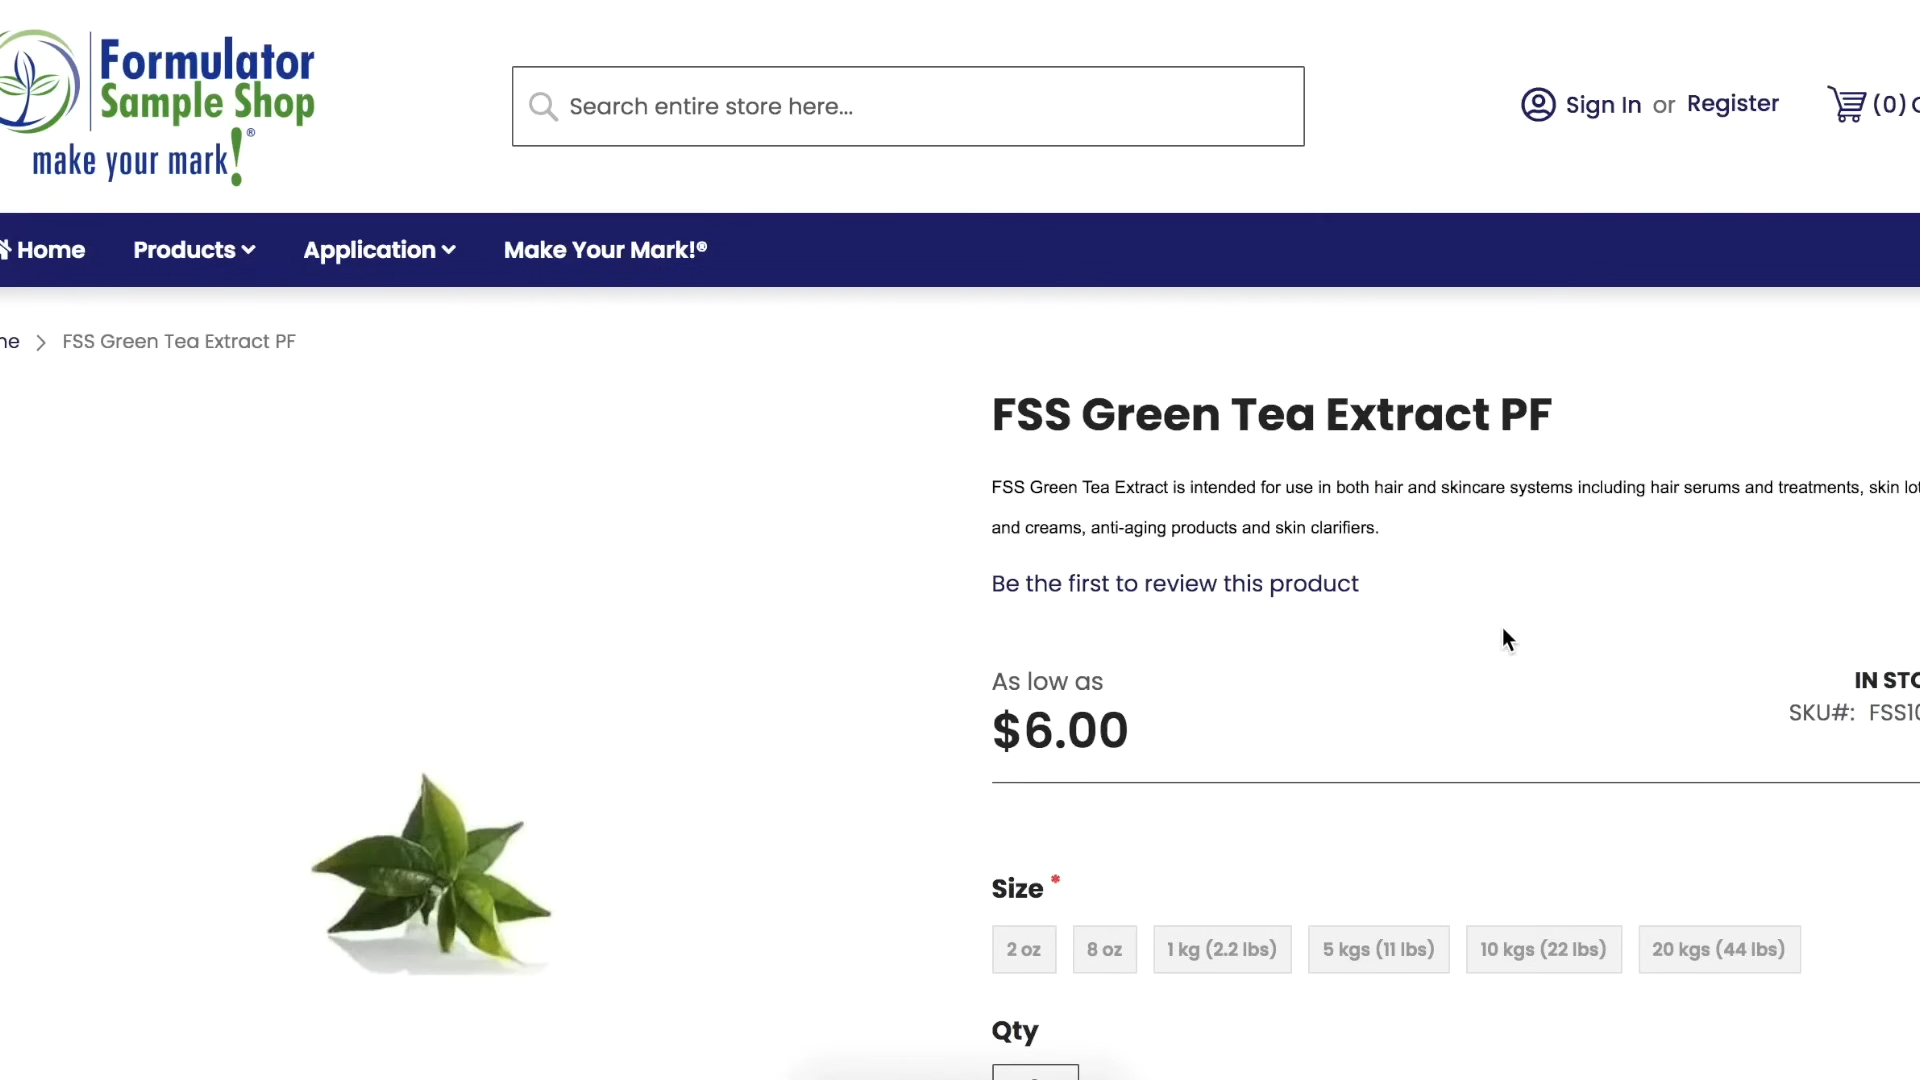 Formulator
Sample Shop
make your mark!®
Search entire store here...
Sign In or Register
(0)
Home
Products
Application
Make Your Mark!®
FSS Green Tea Extract PF
FSS Green Tea Extract PF
FSS Green Tea Extract is intended for use in both hair and skincare systems including hair serums and treatments, skin
and creams, anti-aging products and skin clarifiers.
Be the first to review this product
As low as
$6.00
IN
SKU#:
Size *
2 oz
8 oz
1 kg (2.2 lbs)
5 kgs (11 lbs)
10 kgs (22 lbs)
20 kgs (44 lbs)
Qty